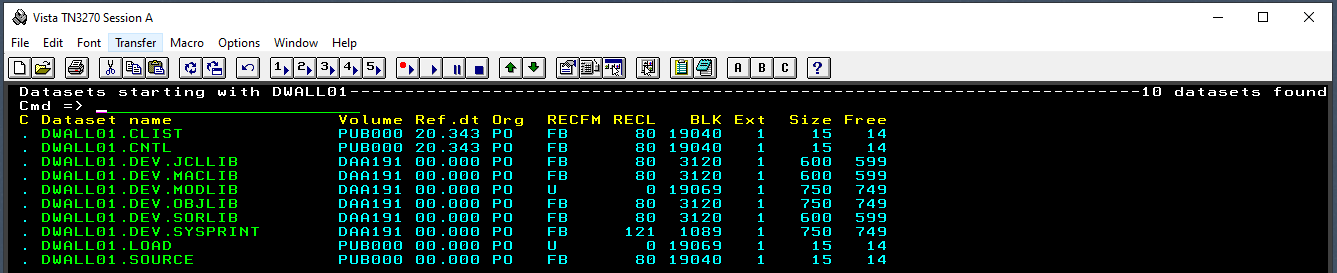 Vista TN3270 Session A
File Edit Font Transfer Macro Options Window Help
1 2 3 4 5 A B C ?
Datasets starting with DWALL01-------------------------------------------------------------------------------10 datasets found
Cmd => _
C Dataset name Volume Ref.dt Org RECFM RECL BLK Ext Size Free
. DWALL01.CLIST PUB000 20.343 PO FB 80 19040 1 15 14
. DWALL01.CNTL PUB000 20.343 PO FB 80 19040 1 15 14
. DWALL01.DEV.JCLLIB DAA191 00.000 PO FB 80 3120 1 600 599
. DWALL01.DEV.MACLIB DAA191 00.000 PO FB 80 3120 1 600 599
. DWALL01.DEV.MODLIB DAA191 00.000 PO U 0 19069 1 750 749
. DWALL01.DEV.OBJLIB DAA191 00.000 PO FB 80 3120 1 750 749
. DWALL01.DEV.SORLIB DAA191 00.000 PO FB 80 3120 1 600 599
. DWALL01.DEV.SYSPRINT DAA191 00.000 PO FB 121 1089 1 750 749
. DWALL01.LOAD PUB000 00.000 PO U 0 19069 1 15 14
. DWALL01.SOURCE PUB000 00.000 PO FB 80 19040 1 15 14